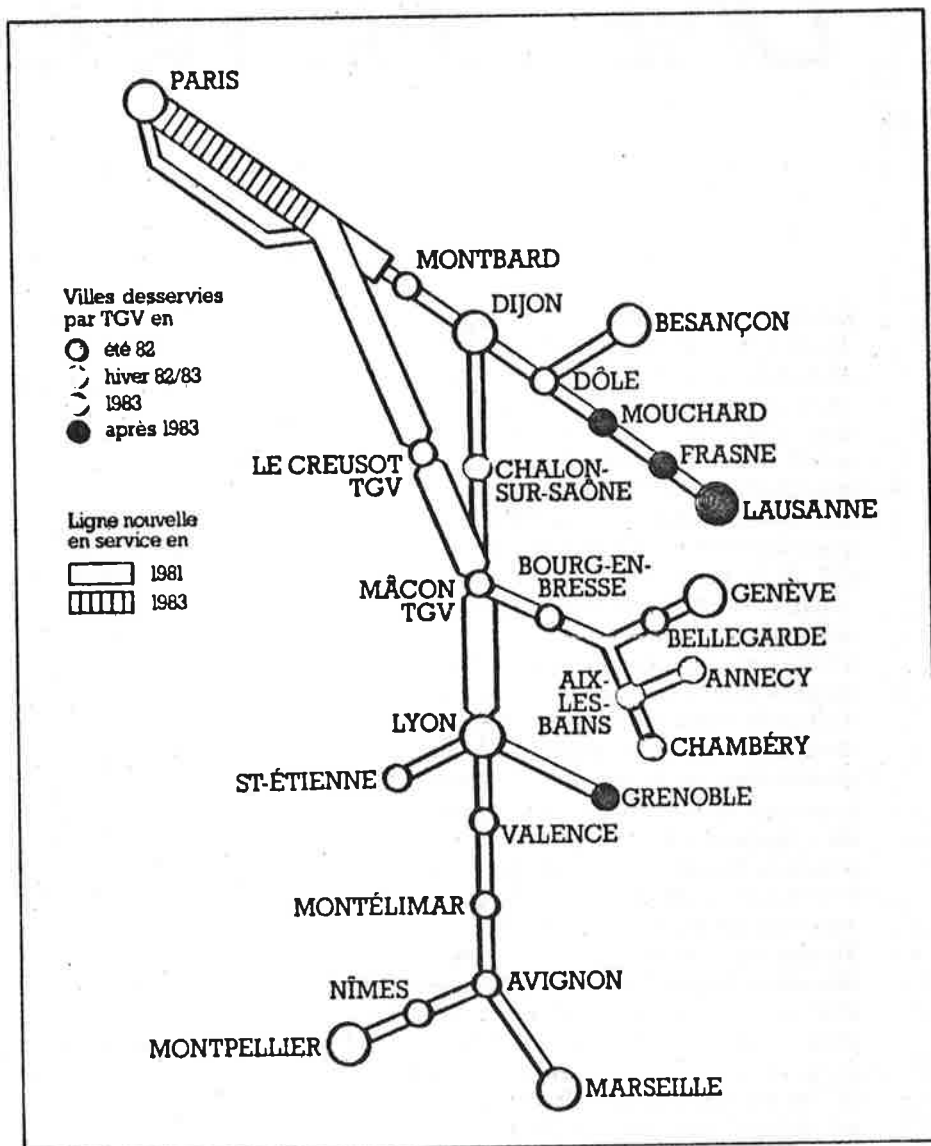 PARIS
MONTBARD
DIJON
BESANÇON
Villes desservies
par TGV en
été 82
hiver 82/83
1983
après 1983
DÔLE
MOUCHARD
FRASNE
LAUSANNE
LE CREUSOT
TGV
CHALON-
SUR-SAÔNE
Ligne nouvelle
en service en
1981
1983
MÂCON
TGV
BOURG-EN-
BRESSE
GENÈVE
BELLEGARDE
AIX-
LES-
BAINS
ANNECY
CHAMBÉRY
LYON
ST-ÉTIENNE
GRENOBLE
VALENCE
MONTÉLIMAR
AVIGNON
NÎMES
MONTPELLIER
MARSEILLE